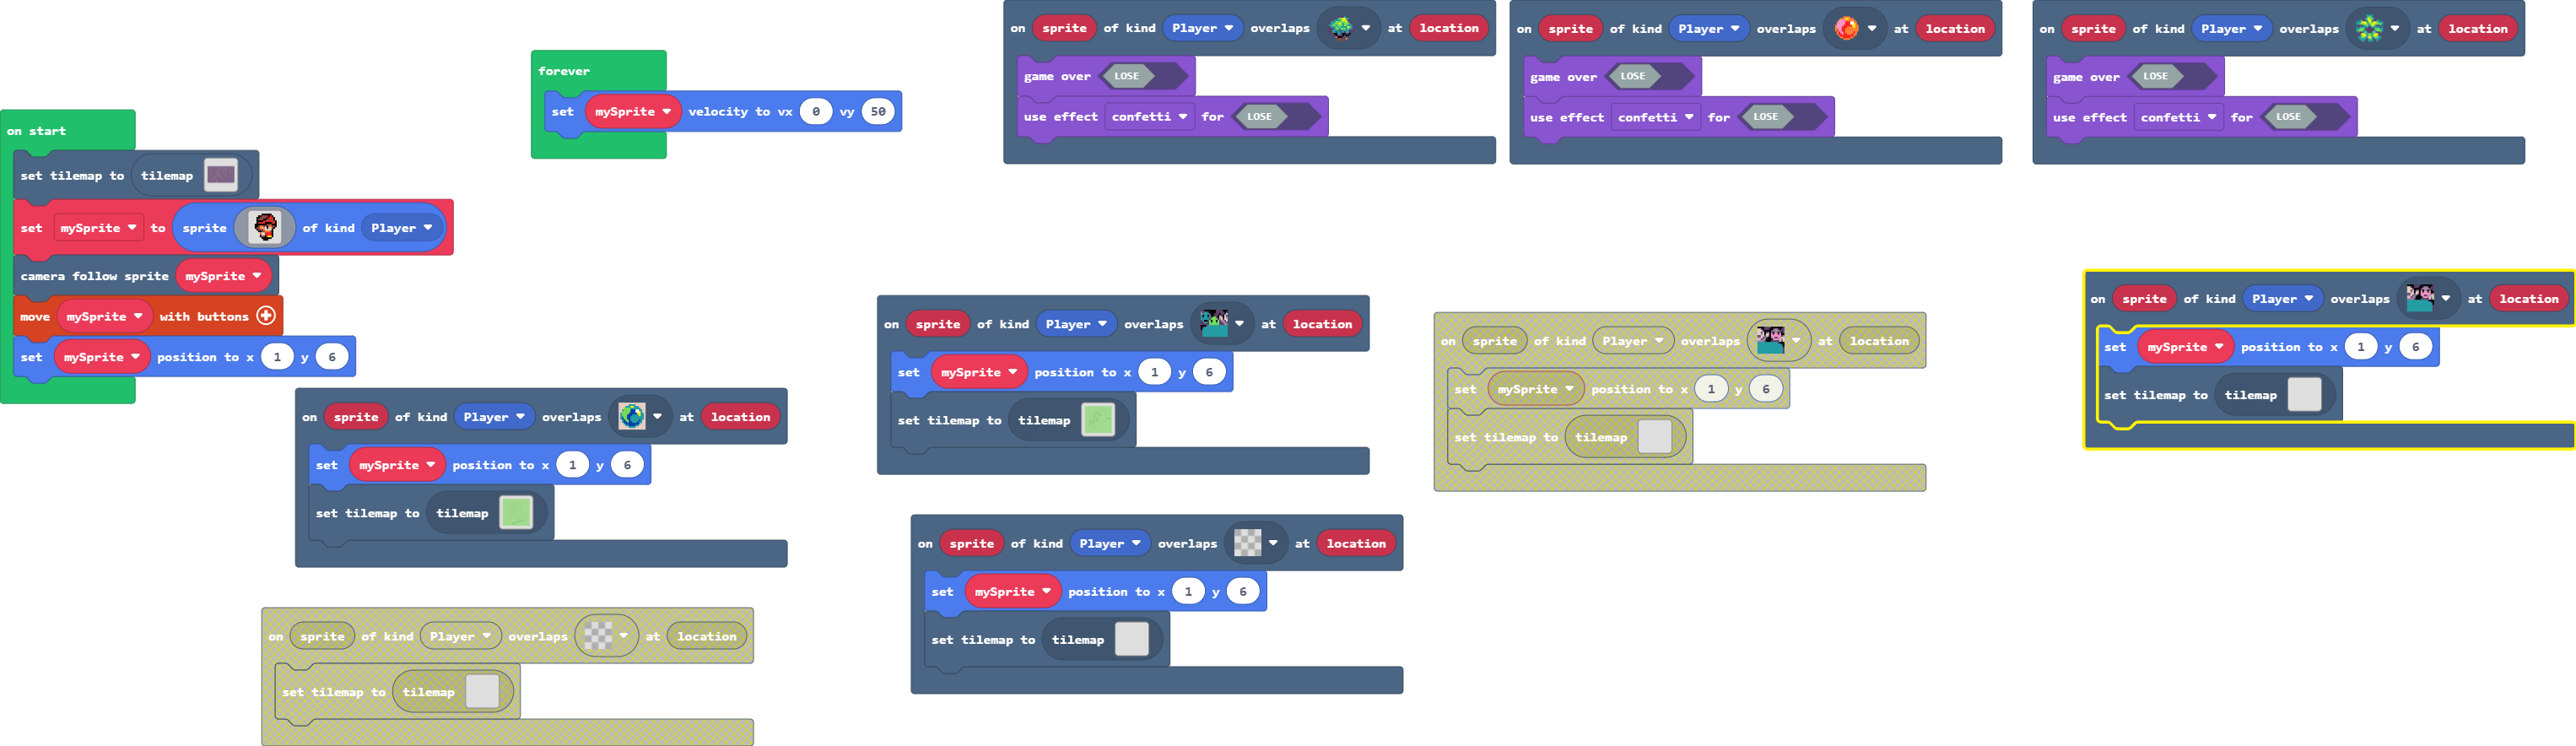 on start
set tilemap to tilemap
set mySprite to sprite of kind Player
camera follow sprite mySprite
move mySprite with buttons
set mySprite position to x 1 y 6
forever
set mySprite velocity to vx 0 vy 50
on sprite of kind Player overlaps at location
game over LOSE
use effect confetti for LOSE
on sprite of kind Player overlaps at location
game over LOSE
use effect confetti for LOSE
on sprite of kind Player overlaps at location
game over LOSE
use effect confetti for LOSE
on sprite of kind Player overlaps at location
set mySprite position to x 1 y 6
set tilemap to tilemap
on sprite of kind Player overlaps at location
set mySprite position to x 1 y 6
set tilemap to tilemap
on sprite of kind Player overlaps at location
set mySprite position to x 1 y 6
set tilemap to tilemap
on sprite of kind Player overlaps at location
set mySprite position to x 1 y 6
set tilemap to tilemap
on sprite of kind Player overlaps at location
set mySprite position to x 1 y 6
set tilemap to tilemap
on sprite of kind Player overlaps at location
set tilemap to tilemap